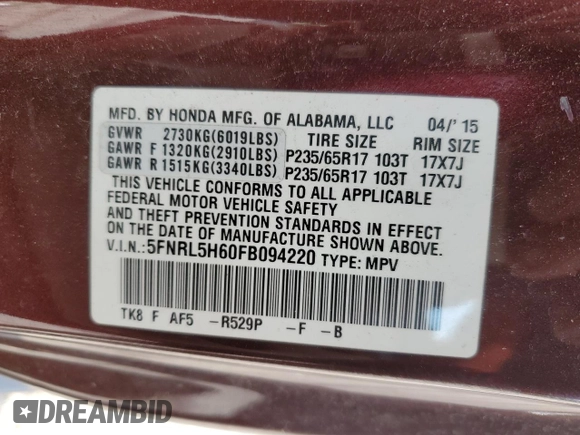 MFD. BY HONDA MFG. OF ALABAMA, LLC 04/'15
GVWR 2730KG(6019LBS) TIRE SIZE RIM SIZE
GAWR F 1320KG(2910LBS) P235/65R17 103T 17X7J
GAWR R 1515KG(3340LBS) P235/65R17 103T 17X7J
THIS VEHICLE CONFORMS TO ALL APPLICABLE
FEDERAL MOTOR VEHICLE SAFETY
AND THEFT PREVENTION STANDARDS IN EFFECT
ON THE DATE OF MANUFACTURE SHOWN ABOVE.
V.I.N.:5FNRL5H60FB094220 TYPE: MPV
TK8 F AF5 -R529P -F -B
DREAMBID